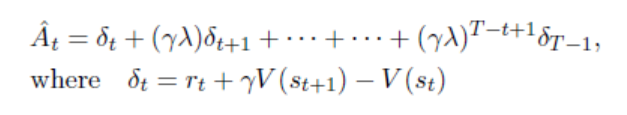 Â_t = δ_t + (γλ)δ_{t+1} + ··· + ··· + (γλ)^{T−t+1}δ_{T−1},
where δ_t = r_t + γV(s_{t+1}) − V(s_t)